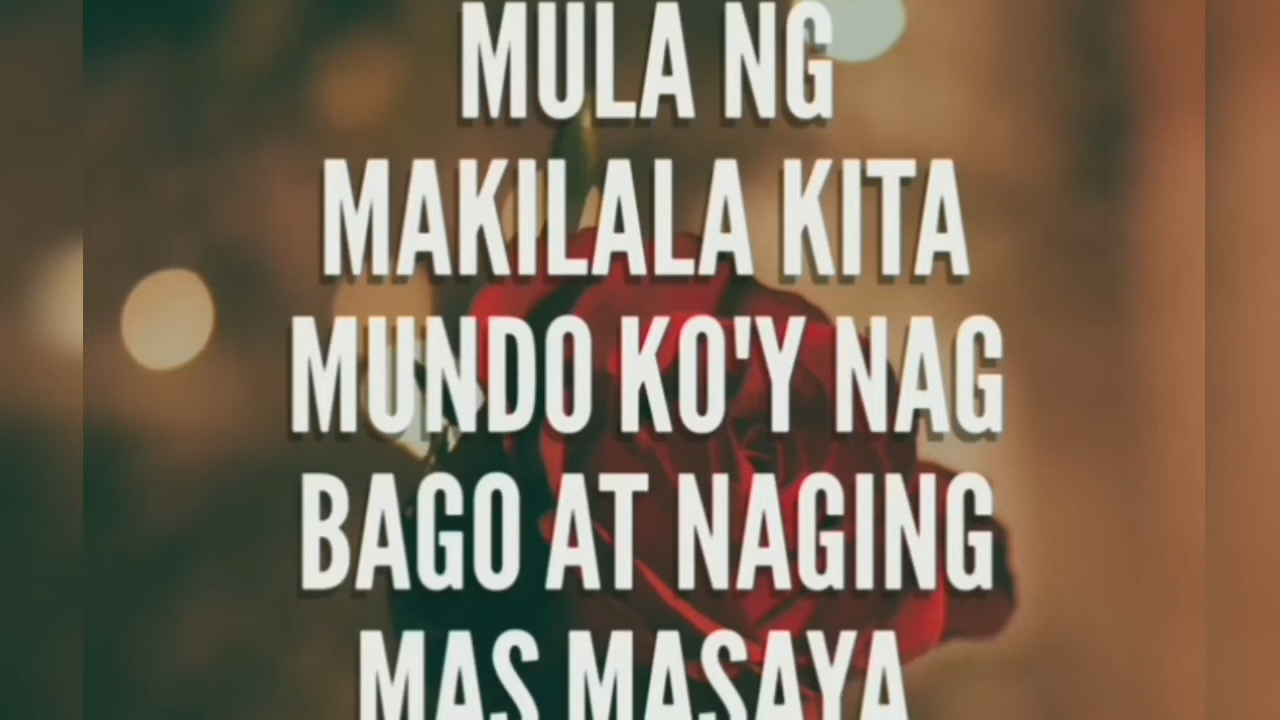 MULA NG
MAKILALA KITA
MUNDO KO'Y NAG
BAGO AT NAGING
MAS MASAYA